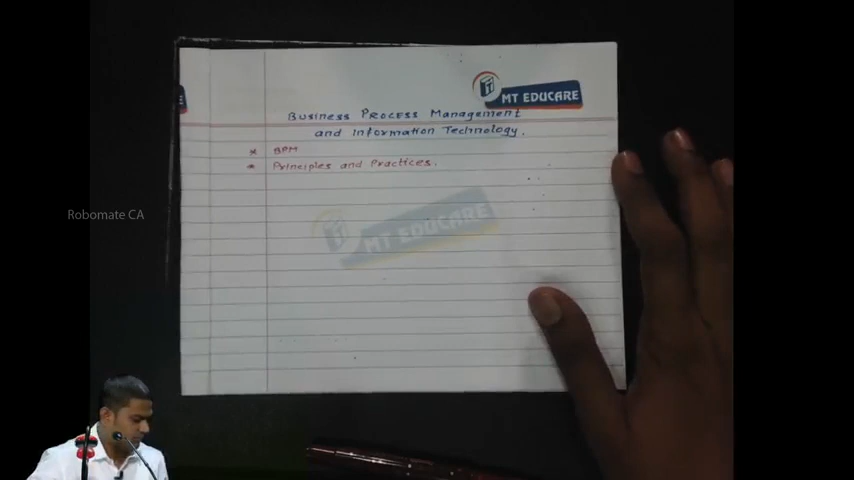 MT EDUCARE
Business Process Management
and Information Technology.
* BPM
* Principles and Practices.
Robomate CA
MT EDUCARE